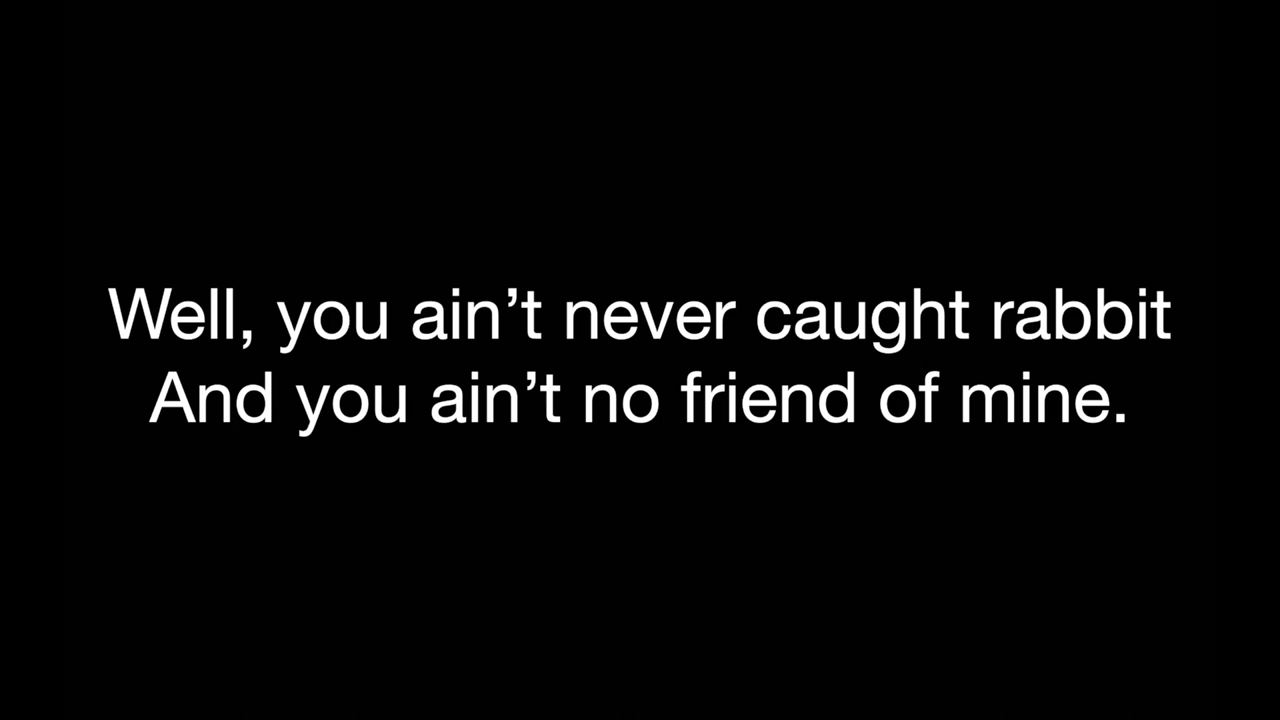 Well, you ain’t never caught rabbit
And you ain’t no friend of mine.